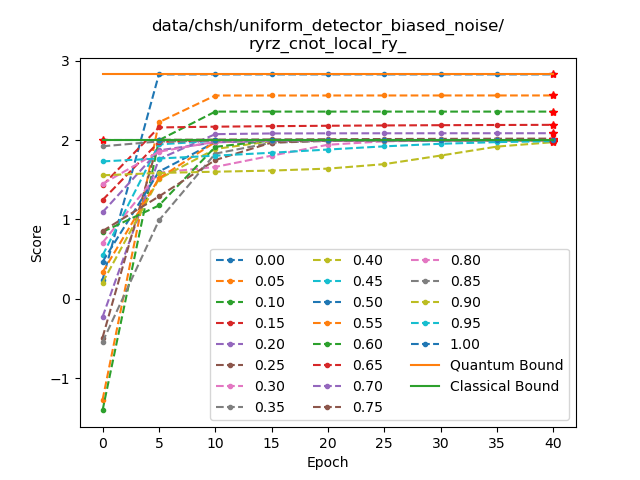 data/chsh/uniform_detector_biased_noise/
ryrz_cnot_local_ry_
Score
3
2
1
0
−1
0.00 0.40 0.80
0.05 0.45 0.85
0.10 0.50 0.90
0.15 0.55 0.95
0.20 0.60 1.00
0.25 0.65 Quantum Bound
0.30 0.70 Classical Bound
0.35 0.75
0 5 10 15 20 25 30 35 40
Epoch